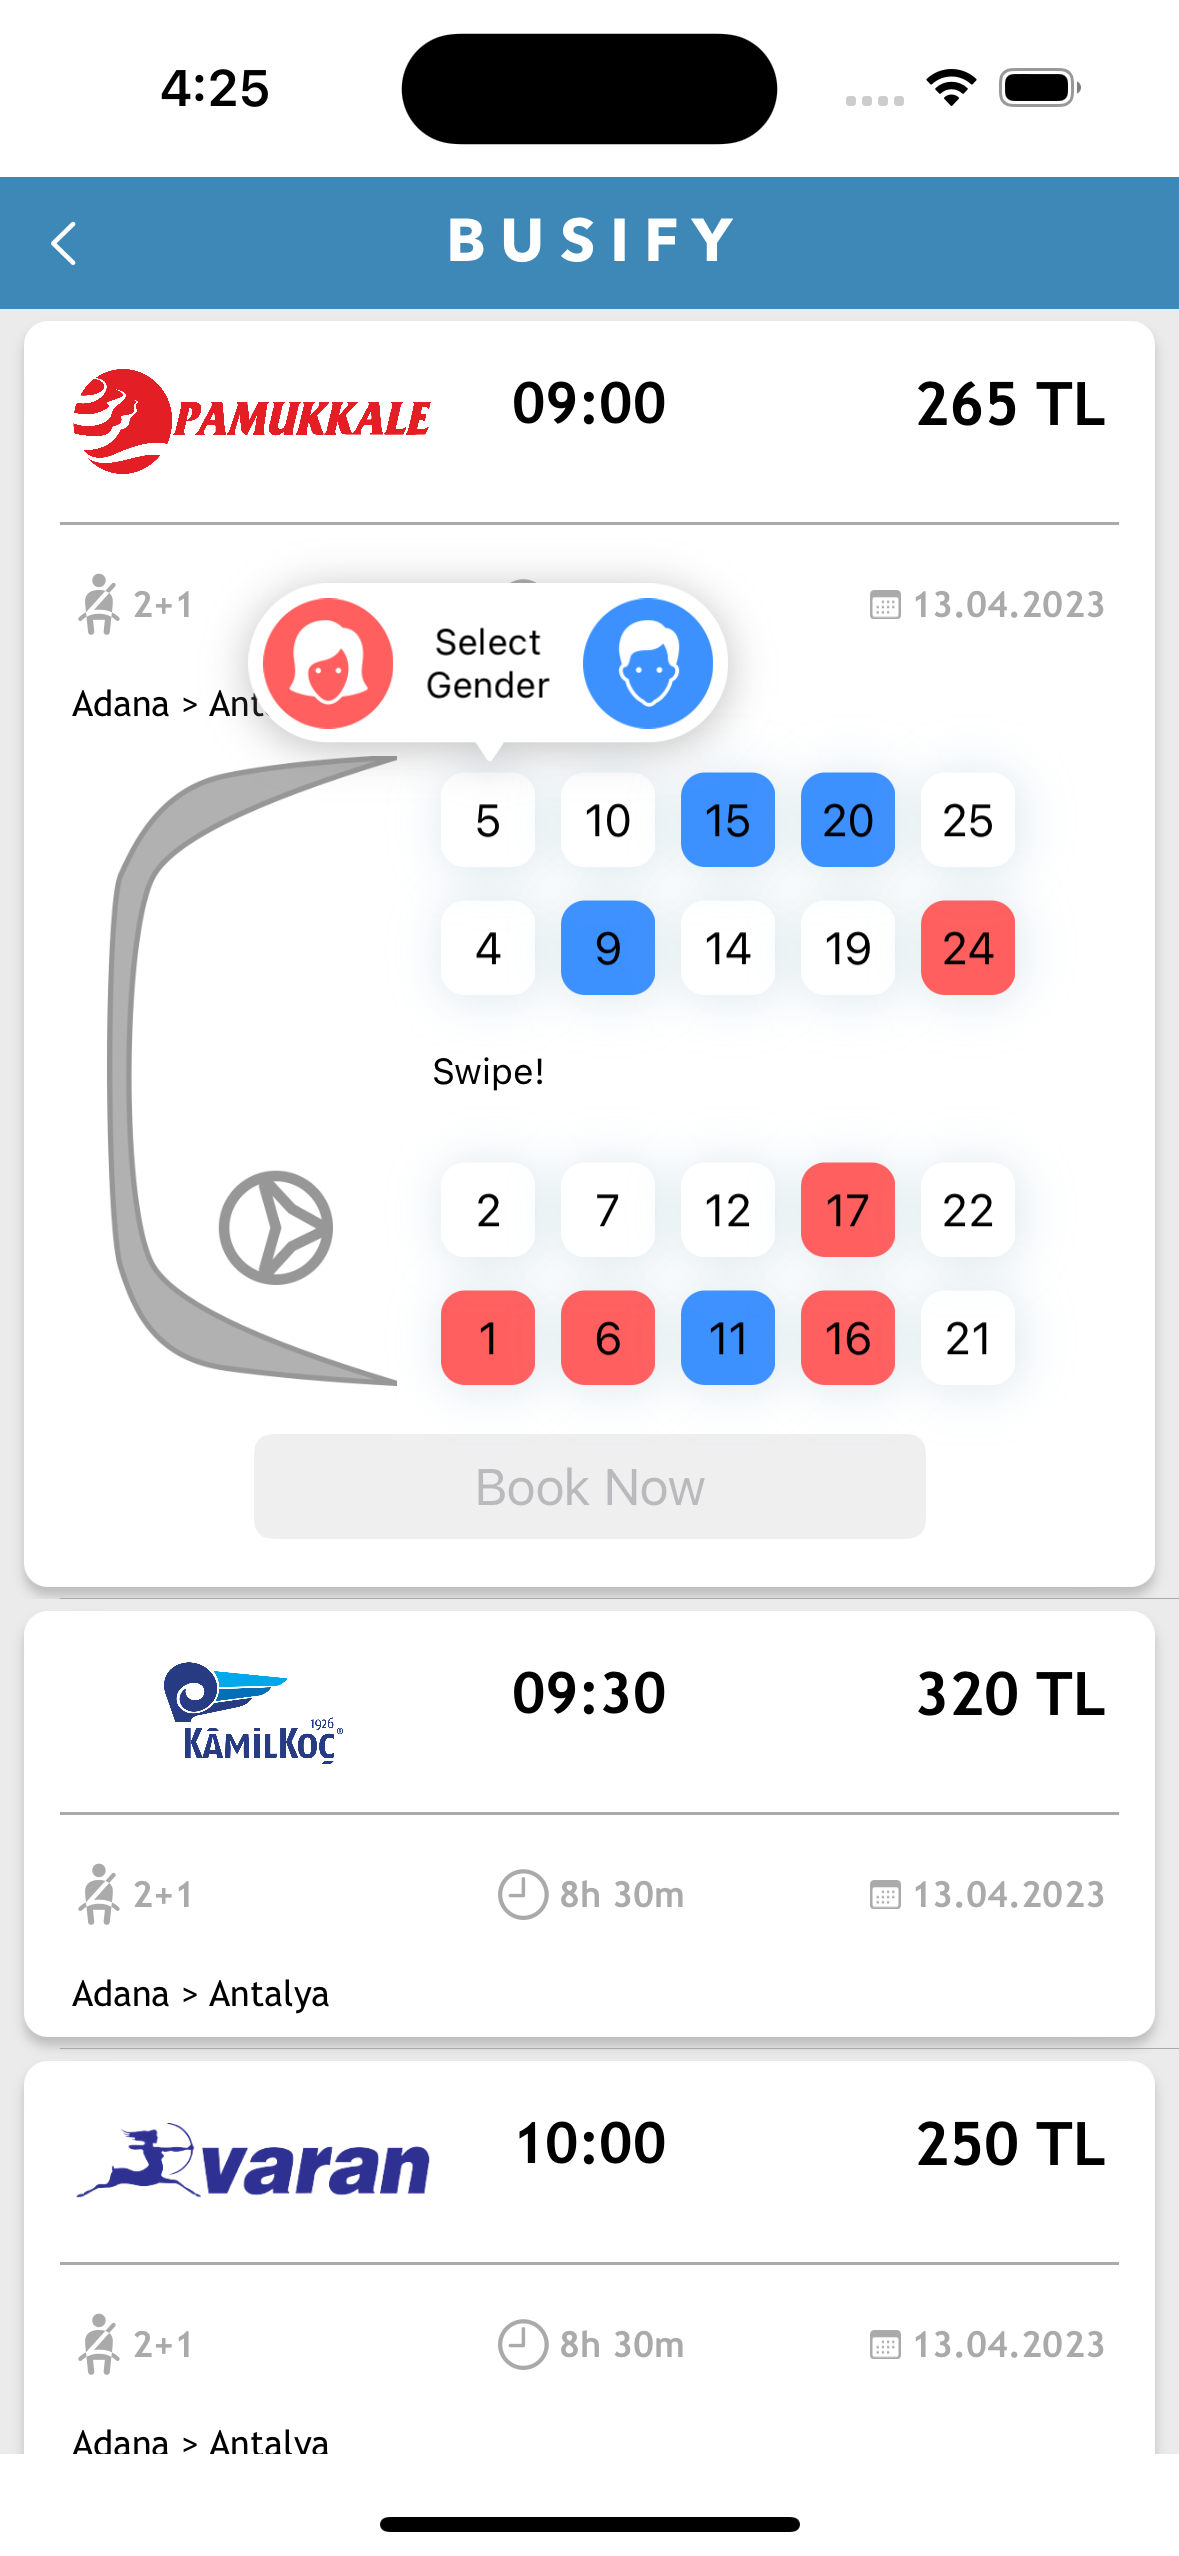 4:25
BUSIFY
PAMUKKALE 09:00 265 TL
2+1 13.04.2023
Select
Gender
Adana > Ant
5 10 15 20 25
4 9 14 19 24
Swipe!
2 7 12 17 22
1 6 11 16 21
Book Now
1926
KÂMİLKOÇ® 09:30 320 TL
2+1 8h 30m 13.04.2023
Adana > Antalya
varan 10:00 250 TL
2+1 8h 30m 13.04.2023
Adana > Antalya